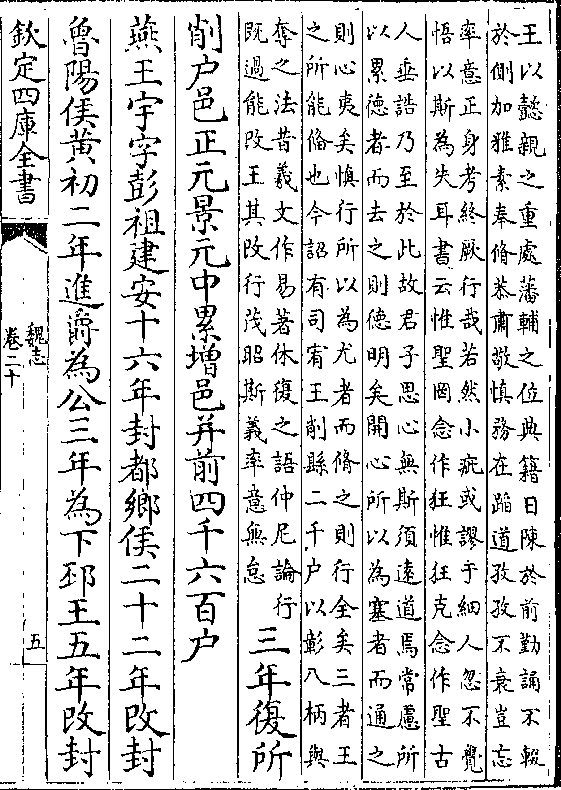 王以懿親之重處藩輔之位典籍日陳於前勤誦不輟
於側加雅素奉脩恭肅敬慎務在蹈道孜孜不衰豈忘
率意正身考終厥行哉若然小疵或謬于細人忽不覺
悟以斯為失耳書云惟聖罔念作狂惟狂克念作聖古
人垂誥乃至於此故君子思心無斯須遠道焉常慮所
以累德者而去之則德明矣開心所以為塞者而通之
則心夷矣慎行所以為尤者而脩之則行全矣三者王
之所能俻也今詔有司宥王削縣二千户以彰八柄與
奪之法昔羲文作易著休復之語仲尼論行
既過能改王其改行茂昭斯義率意無怠
三年復所
削户邑正元景元中累增邑并前四千六百户
燕王宇字彭祖建安十六年封都鄉侯二十二年改封
魯陽侯黄初二年進爵為公三年為下邳王五年改封
欽定四庫全書
魏志
卷二十
五